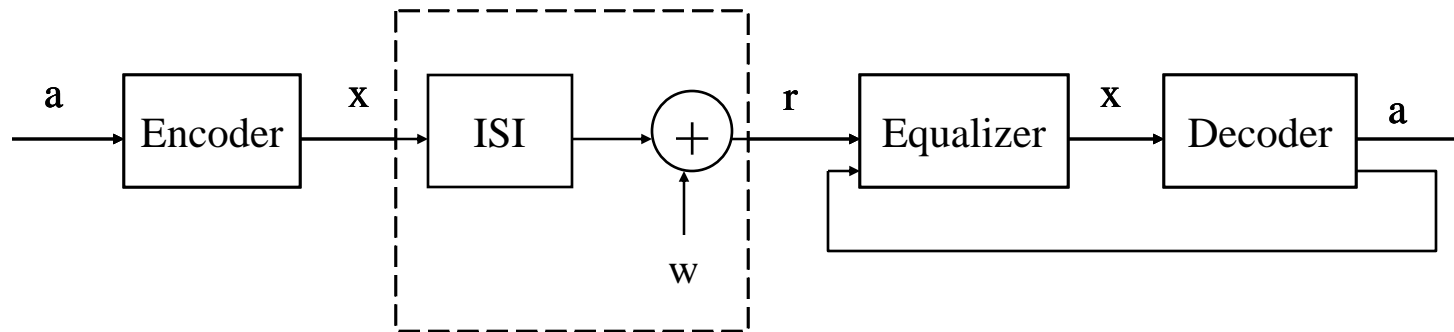 a
Encoder
x
ISI
+
w
r
Equalizer
x
Decoder
a